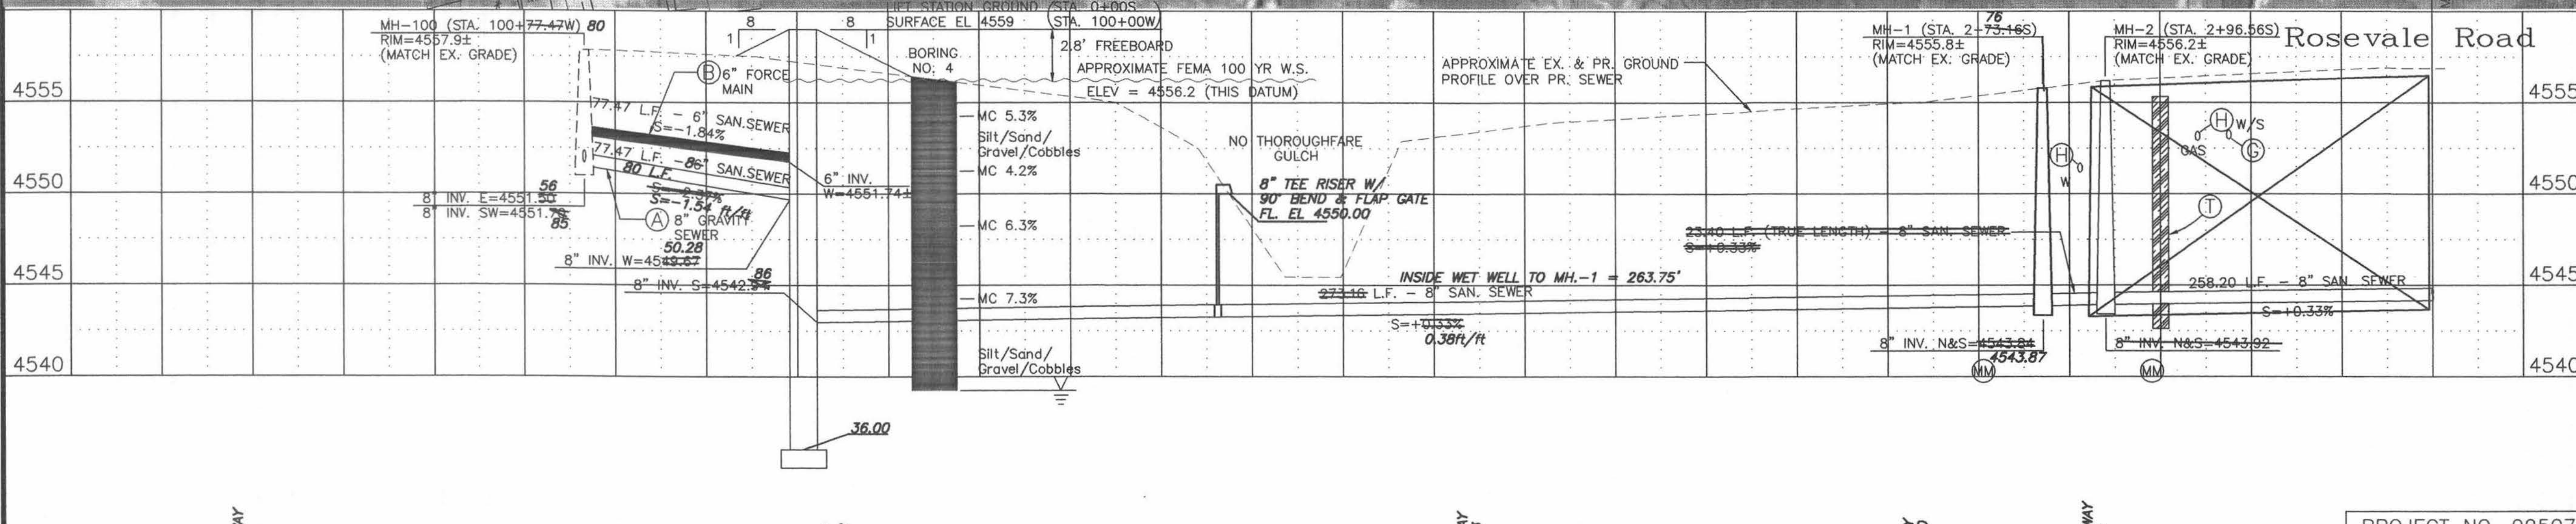 LIFT STATION GROUND (STA. 0+00S)
SURFACE EL 4559 (STA. 100+00W)
MH-100 (STA. 100+77.47W) 80
RIM=4557.9±
(MATCH EX. GRADE)
8
1
8
1
2.8' FREEBOARD
BORING
NO. 4
APPROXIMATE FEMA 100 YR W.S.
ELEV = 4556.2 (THIS DATUM)
APPROXIMATE EX. & PR. GROUND
PROFILE OVER PR. SEWER
76
MH-1 (STA. 2-73.16S)
RIM=4555.8±
(MATCH EX. GRADE)
MH-2 (STA. 2+96.56S)
RIM=4556.2±
(MATCH EX. GRADE)
Rosevale Road
B 6" FORCE
MAIN
4555
4555
77.47 L.F. - 6" SAN.SEWER
S=-1.84%
MC 5.3%
Silt/Sand/
Gravel/Cobbles
MC 4.2%
NO THOROUGHFARE
GULCH
H W/S
GAS
G
H
W
77.47 L.F. -86" SAN.SEWER
80 L.F.
S=-1.54 ft/ft
6" INV.
W=4551.74±
4550
4550
56
8" INV. E=4551.50
8" INV. SW=4551.79
85
A 8" GRAVITY
SEWER
8" TEE RISER W/
90° BEND & FLAP GATE
FL. EL 4550.00
T
MC 6.3%
50.28
8" INV. W=4549.67
23.40 L.F. (TRUE LENGTH) - 8" SAN. SEWER
S=+0.33%
4545
4545
86
8" INV. S=4542.94
MC 7.3%
INSIDE WET WELL TO MH.-1 = 263.75'
273.16 L.F. - 8" SAN. SEWER
S=+0.33%
0.38ft/ft
258.20 L.F. - 8" SAN. SEWER
S=+0.33%
8" INV. N&S=4543.84
4543.87
8" INV. N&S=4543.92
Silt/Sand/
Gravel/Cobbles
4540
4540
MM
MM
36.00
WAY